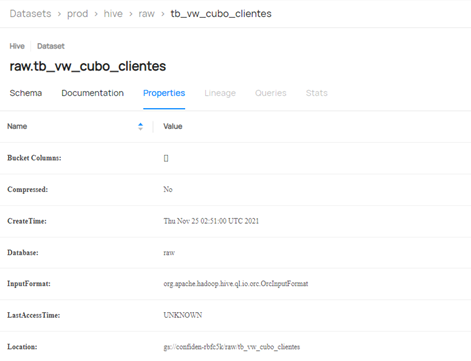 Datasets > prod > hive > raw > tb_vw_cubo_clientes
Hive Dataset
raw.tb_vw_cubo_clientes
Schema Documentation Properties Lineage Queries Stats
Name Value
Bucket Columns: []
Compressed: No
CreateTime: Thu Nov 25 02:51:00 UTC 2021
Database: raw
InputFormat: org.apache.hadoop.hive.ql.io.orc.OrcInputFormat
LastAccessTime: UNKNOWN
Location: gs://confiden-rbfc5k/raw/tb_vw_cubo_clientes